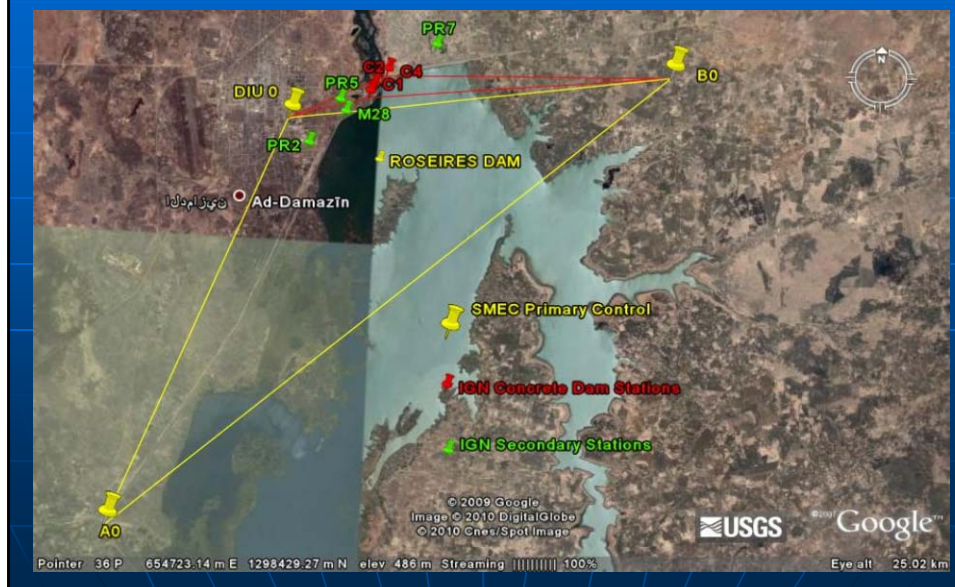 PR7
C2
C4
B0
C1
PR5
DIU 0
M28
PR2
ROSEIRES DAM
الدمازين
Ad-Damazīn
SMEC Primary Control
IGN Concrete Dam Stations
IGN Secondary Stations
© 2009 Google
Image © 2010 DigitalGlobe
© 2010 Cnes/Spot Image
A0
USGS
Google
Pointer 36 P 654723.14 m E 1298429.27 m N elev 486 m Streaming |||||||||| 100% Eye alt 25.02 km
N